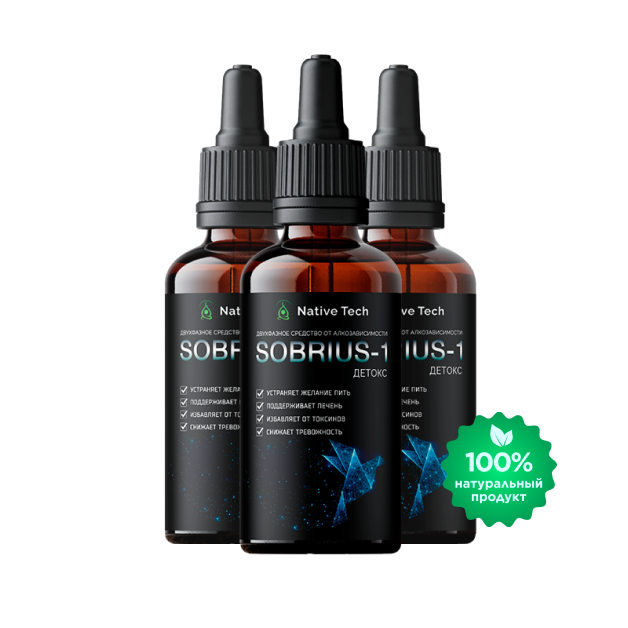 Native Tech
ДВУХФАЗНОЕ СРЕДСТВО ОТ АЛКОЗАВИСИМОСТИ
SOBRIUS-1
ДЕТОКС
УСТРАНЯЕТ ЖЕЛАНИЕ ПИТЬ
ПОДДЕРЖИВАЕТ ПЕЧЕНЬ
ИЗБАВЛЯЕТ ОТ ТОКСИНОВ
СНИЖАЕТ ТРЕВОЖНОСТЬ
100%
натуральный
продукт